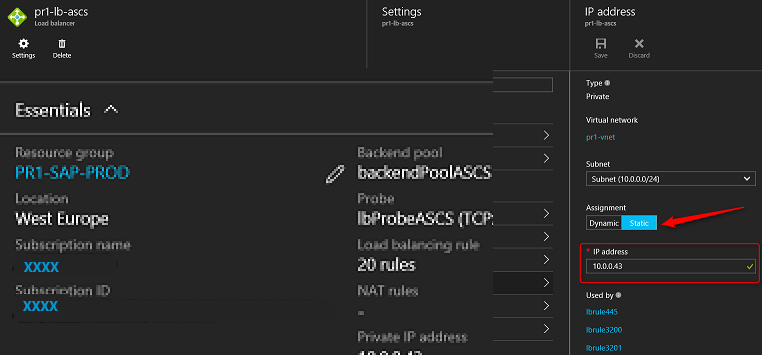 pr1-lb-ascs
Load balancer
Settings
Delete
Essentials
Resource group
PR1-SAP-PROD
Location
West Europe
Subscription name
XXXX
Subscription ID
XXXX
Backend pool
backendPoolASCS
Probe
lbProbeASCS (TCP:
Load balancing rule
20 rules
NAT rules
-
Private IP address
10.0.0.43
Settings
pr1-lb-ascs
IP address
pr1-lb-ascs
Save
Discard
Type
Private
Virtual network
pr1-vnet
Subnet
Subnet (10.0.0.0/24)
Assignment
Dynamic Static
* IP address
10.0.0.43
Used by
lbrule445
lbrule3200
lbrule3201